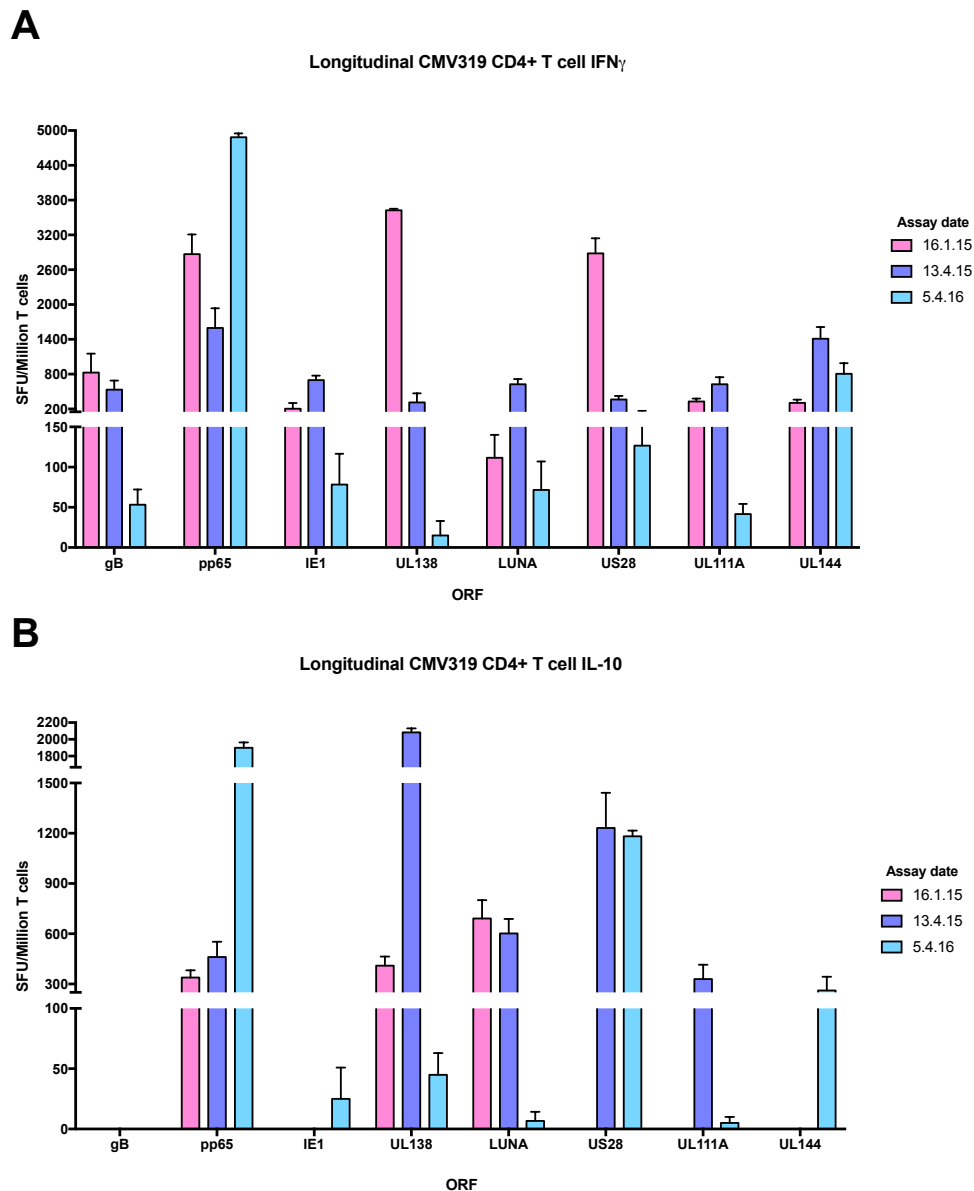 A
Longitudinal CMV319 CD4+ T cell IFNγ
5000
4400
3800
3200
2600
2000
1400
800
200
150
100
50
0
SFU/Million T cells
gB pp65 IE1 UL138 LUNA US28 UL111A UL144
ORF
Assay date
16.1.15
13.4.15
5.4.16
B
Longitudinal CMV319 CD4+ T cell IL-10
2200
2000
1800
1500
1200
900
600
300
100
50
0
SFU/Million T cells
gB pp65 IE1 UL138 LUNA US28 UL111A UL144
ORF
Assay date
16.1.15
13.4.15
5.4.16